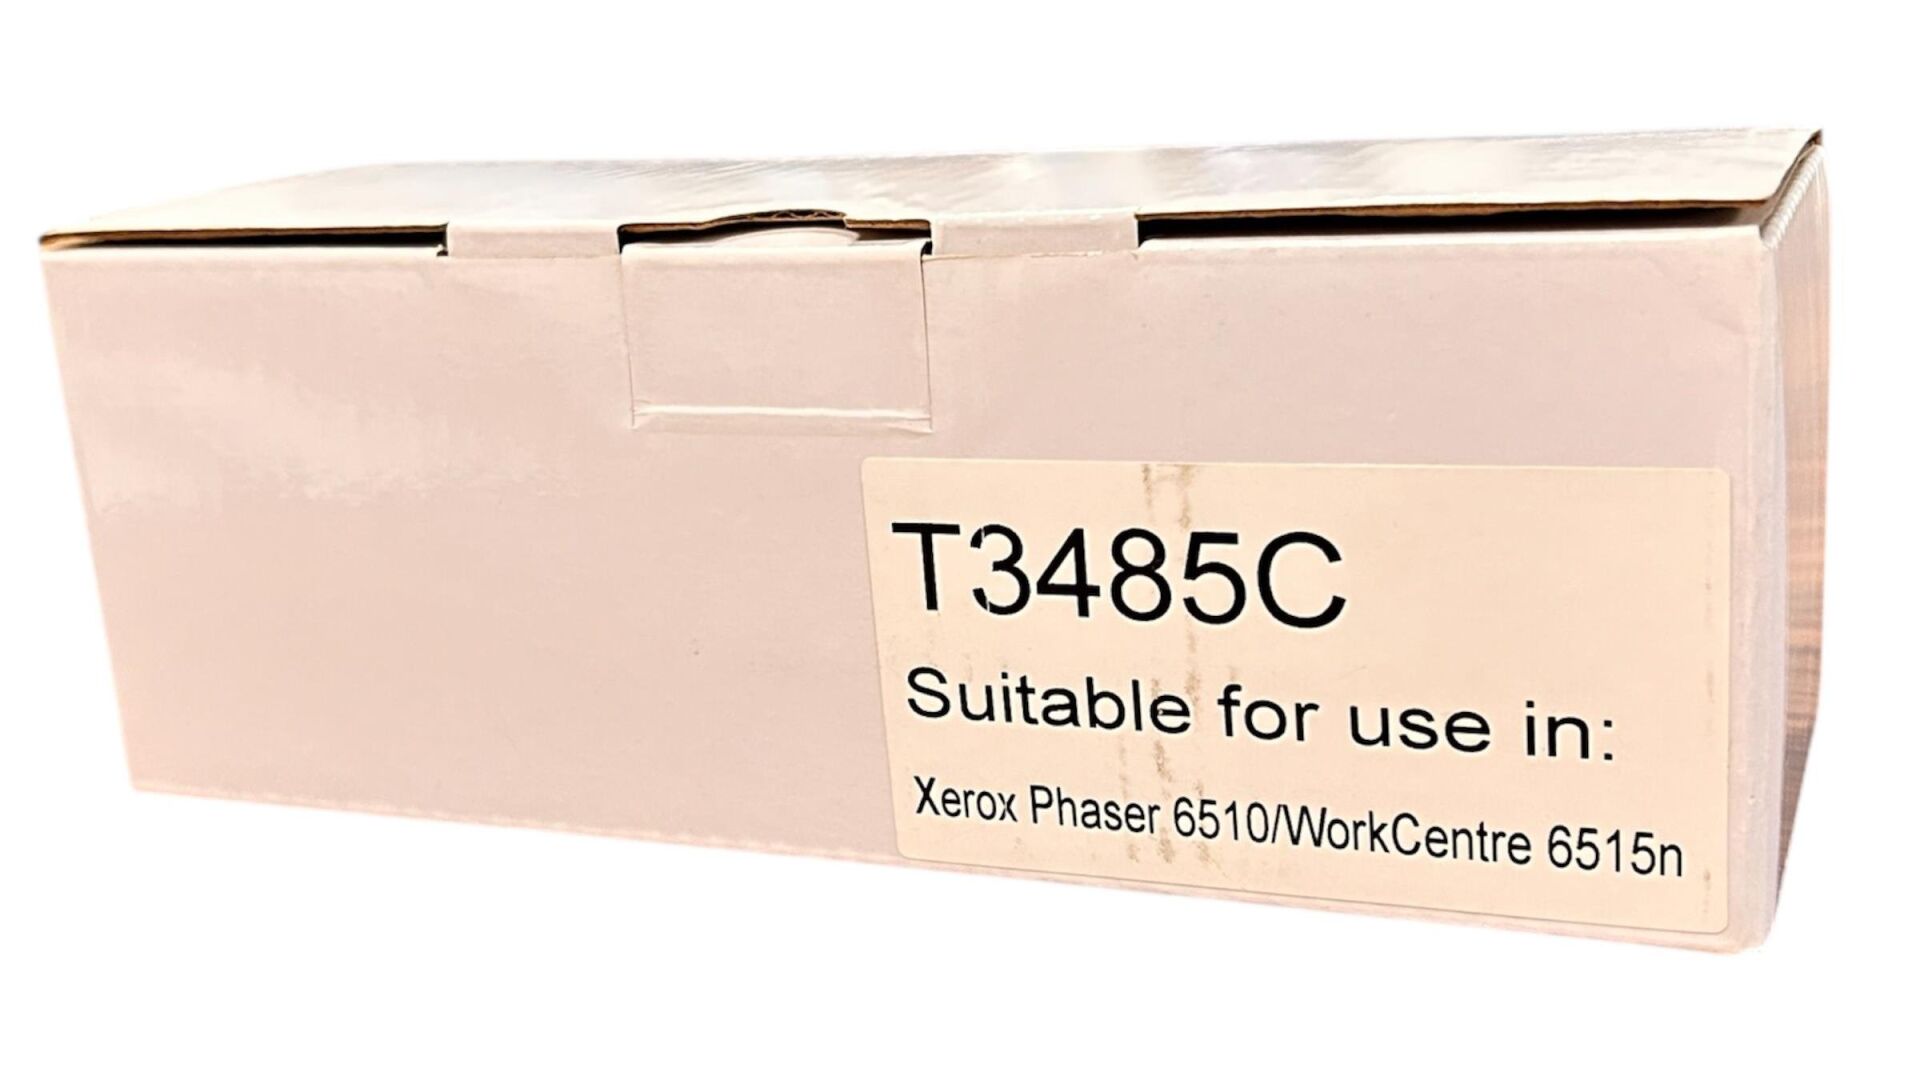 T3485C
Suitable for use in:
Xerox Phaser 6510/WorkCentre 6515n